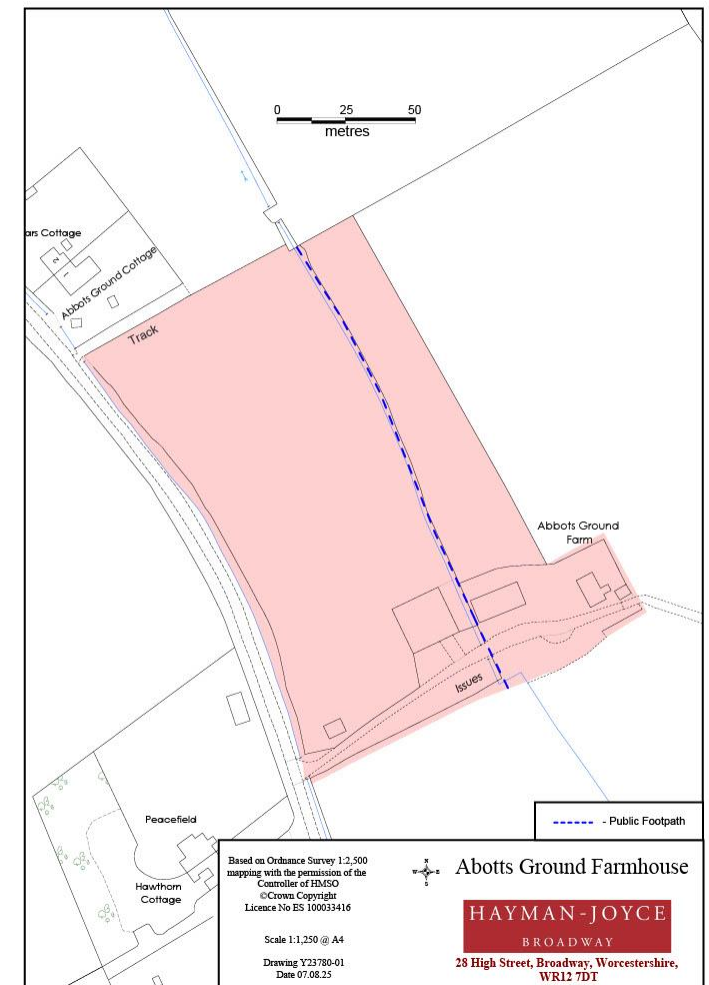 0 25 50
metres
ars Cottage
2
1
Abbots Ground Cottage
Track
Abbots Ground
Farm
Issues
Peacefield
Hawthorn
Cottage
- Public Footpath
Based on Ordnance Survey 1:2,500
mapping with the permission of the
Controller of HMSO
©Crown Copyright
Licence No ES 100033416
Scale 1:1,250 @ A4
Drawing Y23780-01
Date 07.08.25
N
W E
S
Abotts Ground Farmhouse
HAYMAN-JOYCE
BROADWAY
28 High Street, Broadway, Worcestershire,
WR12 7DT